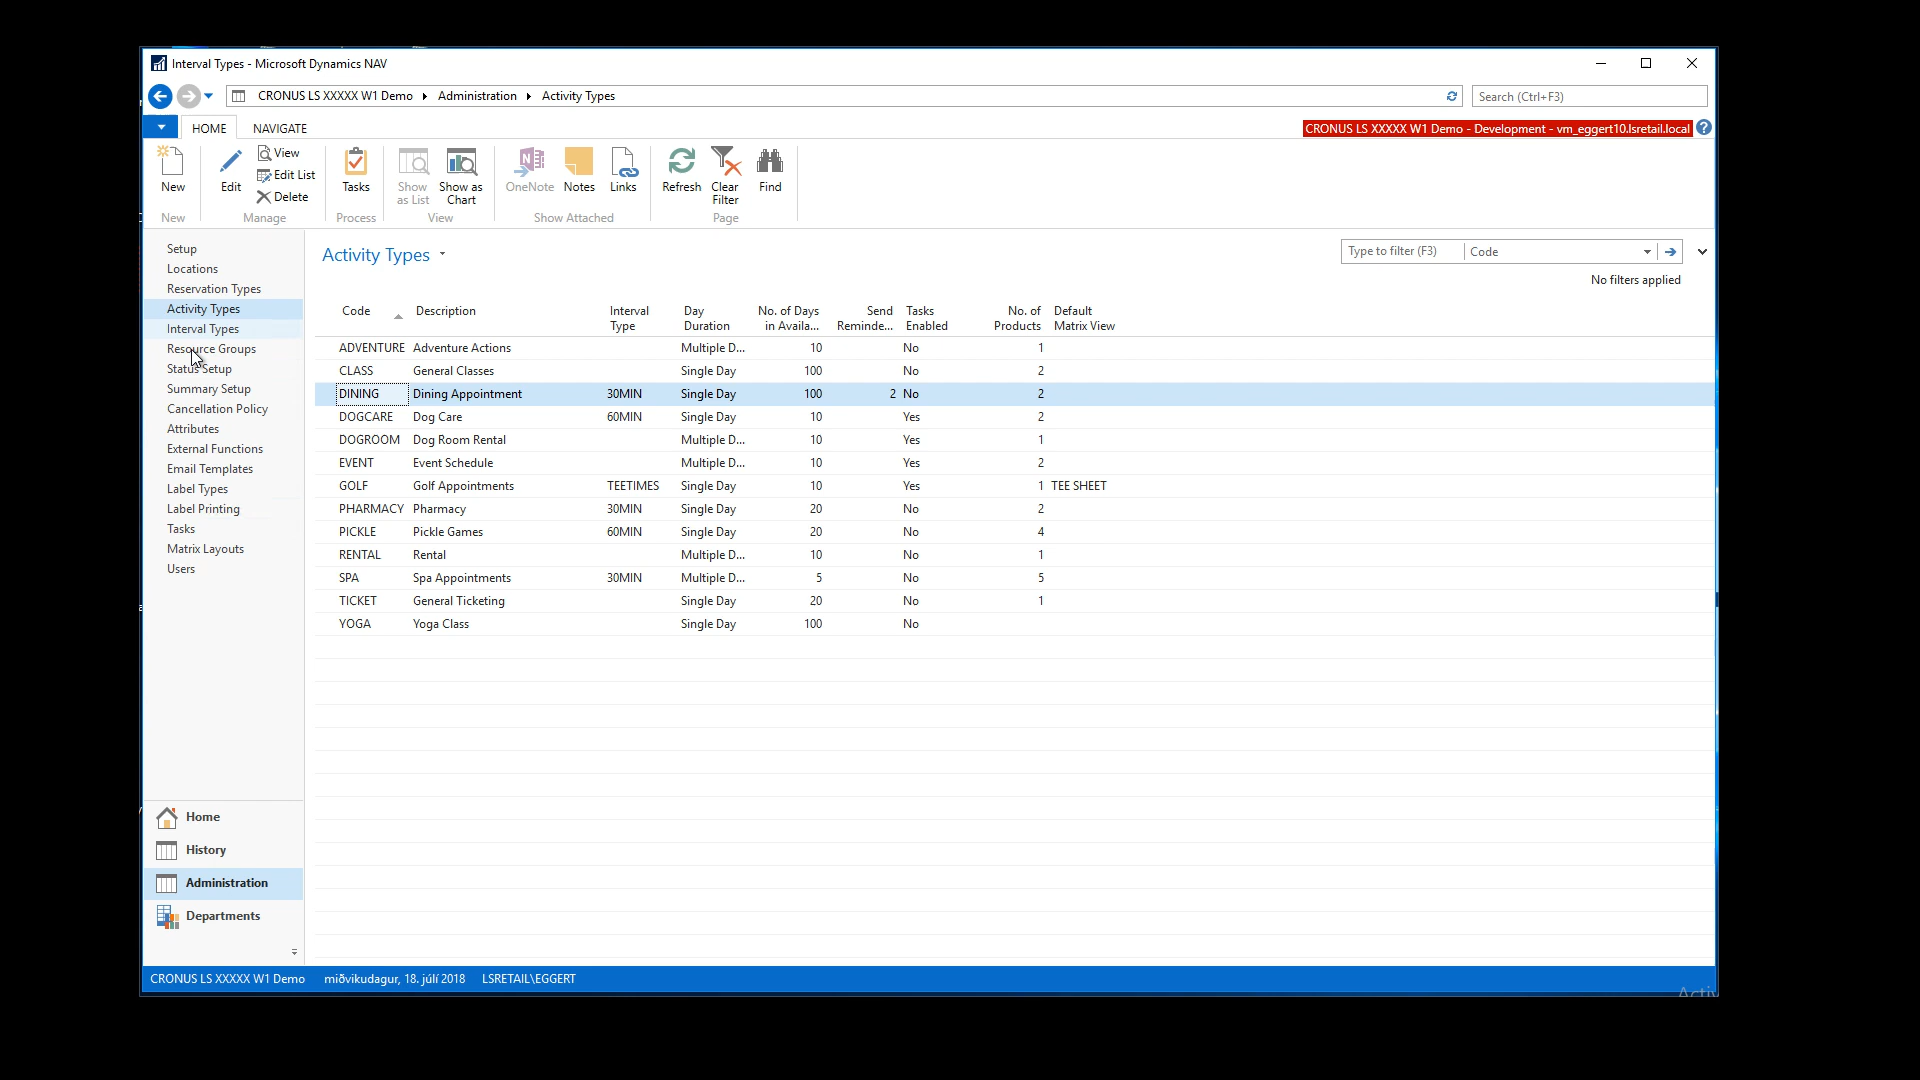 Interval Types - Microsoft Dynamics NAV
CRONUS LS XXXXX W1 Demo Administration Activity Types
Search (Ctrl+F3)
HOME NAVIGATE
CRONUS LS XXXXX W1 Demo - Development - vm_eggert10.lsretail.local
New
New
Edit
View
Edit List
Delete
Manage
Tasks
Process
Show as List
Show as Chart
View
OneNote
Notes
Links
Show Attached
Refresh
Clear Filter
Find
Page
Setup
Locations
Reservation Types
Activity Types
Interval Types
Resource Groups
Status Setup
Summary Setup
Cancellation Policy
Attributes
External Functions
Email Templates
Label Types
Label Printing
Tasks
Matrix Layouts
Users
Home
History
Administration
Departments
Activity Types
Type to filter (F3) Code
No filters applied
Code Description Interval Type Day Duration No. of Days in Availa... Send Reminde... Tasks Enabled No. of Products Default Matrix View
ADVENTURE Adventure Actions Multiple D... 10 No 1
CLASS General Classes Single Day 100 No 2
DINING Dining Appointment 30MIN Single Day 100 2 No 2
DOGCARE Dog Care 60MIN Single Day 10 Yes 2
DOGROOM Dog Room Rental Multiple D... 10 Yes 1
EVENT Event Schedule Multiple D... 10 Yes 2
GOLF Golf Appointments TEETIMES Single Day 10 Yes 1 TEE SHEET
PHARMACY Pharmacy 30MIN Single Day 20 No 2
PICKLE Pickle Games 60MIN Single Day 20 No 4
RENTAL Rental Multiple D... 10 No 1
SPA Spa Appointments 30MIN Multiple D... 5 No 5
TICKET General Ticketing Single Day 20 No 1
YOGA Yoga Class Single Day 100 No
CRONUS LS XXXXX W1 Demo miðvikudagur, 18. júlí 2018 LSRETAIL\EGGERT